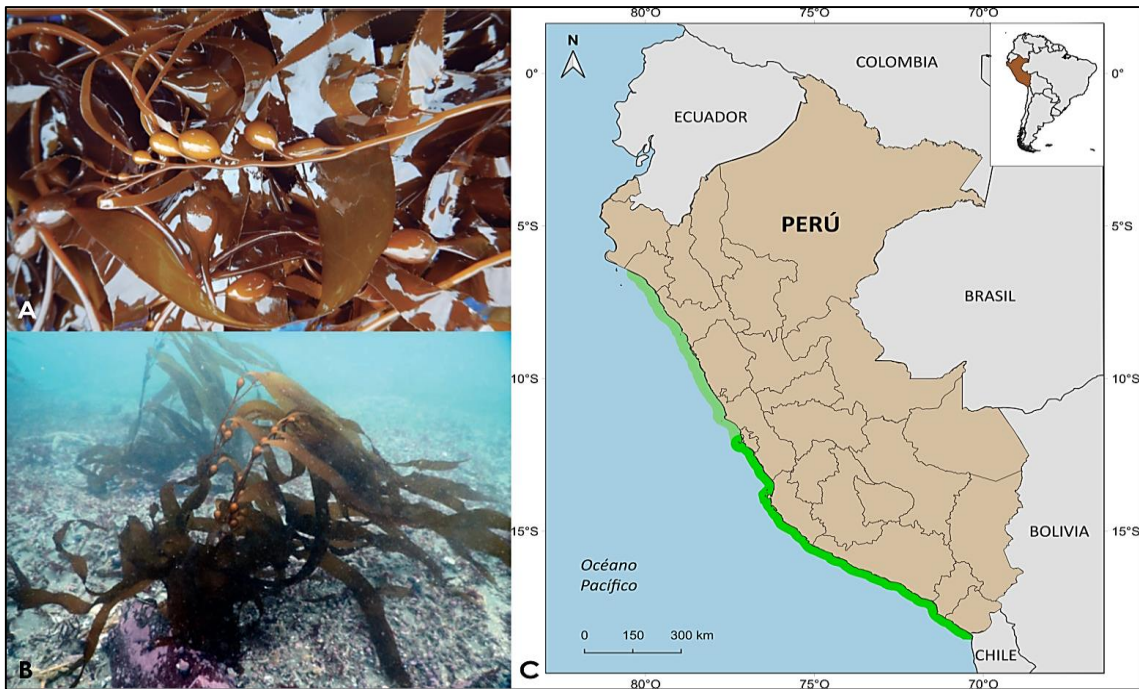 A
B
C
80°O
75°O
70°O
N
0°
5°S
10°S
15°S
0°
5°S
10°S
15°S
COLOMBIA
ECUADOR
PERÚ
BRASIL
BOLIVIA
Océano
Pacífico
0 150 300 km
CHILE
80°O
75°O
70°O